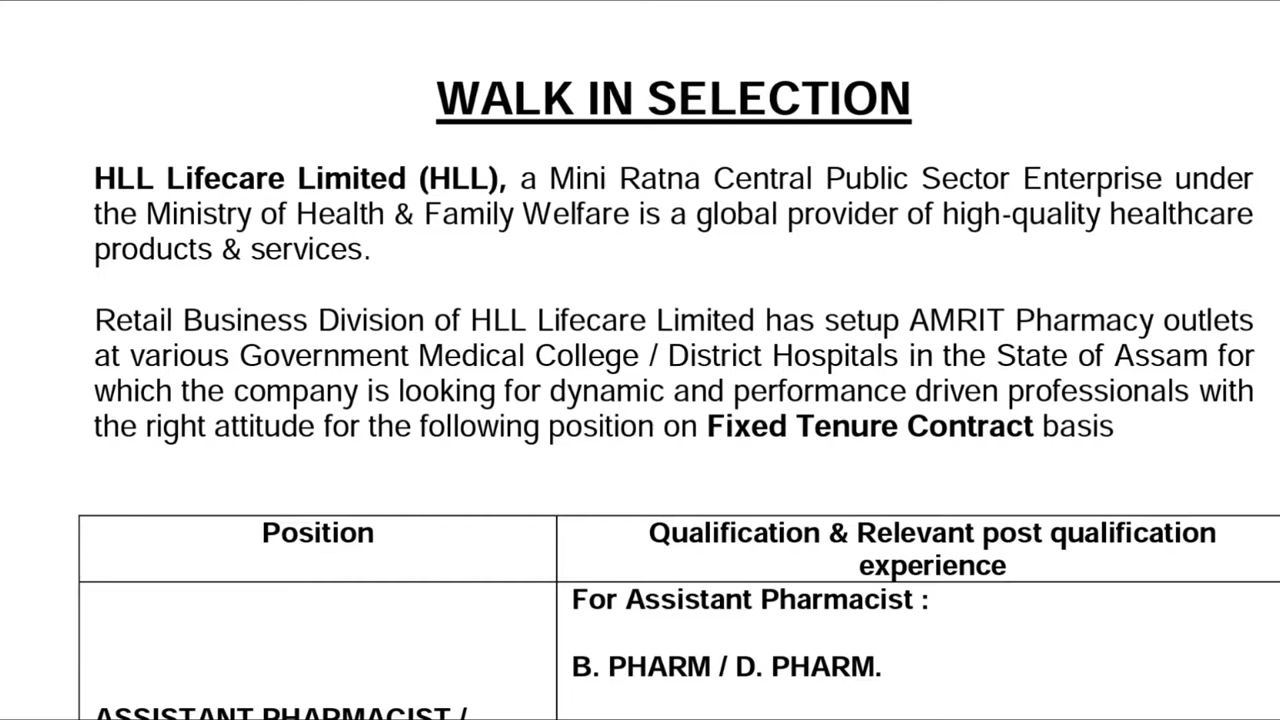 WALK IN SELECTION
HLL Lifecare Limited (HLL), a Mini Ratna Central Public Sector Enterprise under
the Ministry of Health & Family Welfare is a global provider of high-quality healthcare
products & services.
Retail Business Division of HLL Lifecare Limited has setup AMRIT Pharmacy outlets
at various Government Medical College / District Hospitals in the State of Assam for
which the company is looking for dynamic and performance driven professionals with
the right attitude for the following position on Fixed Tenure Contract basis
Position
Qualification & Relevant post qualification
experience
For Assistant Pharmacist :
B. PHARM / D. PHARM.
ASSISTANT PHARMACIST /